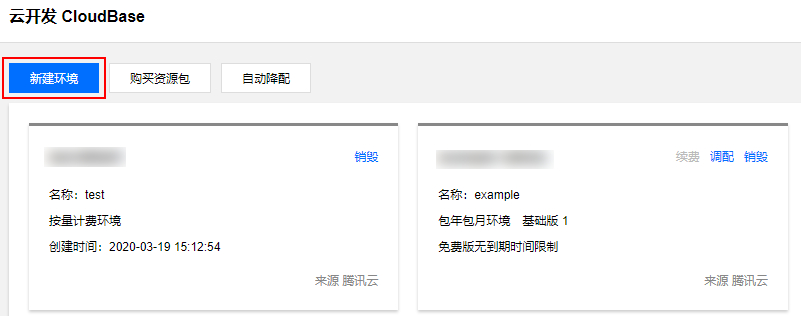 云开发 CloudBase
新建环境 购买资源包 自动降配
销毁
名称：test
按量计费环境
创建时间：2020-03-19 15:12:54
来源 腾讯云
续费 调配 销毁
名称：example
包年包月环境 基础版 1
免费版无到期时间限制
来源 腾讯云